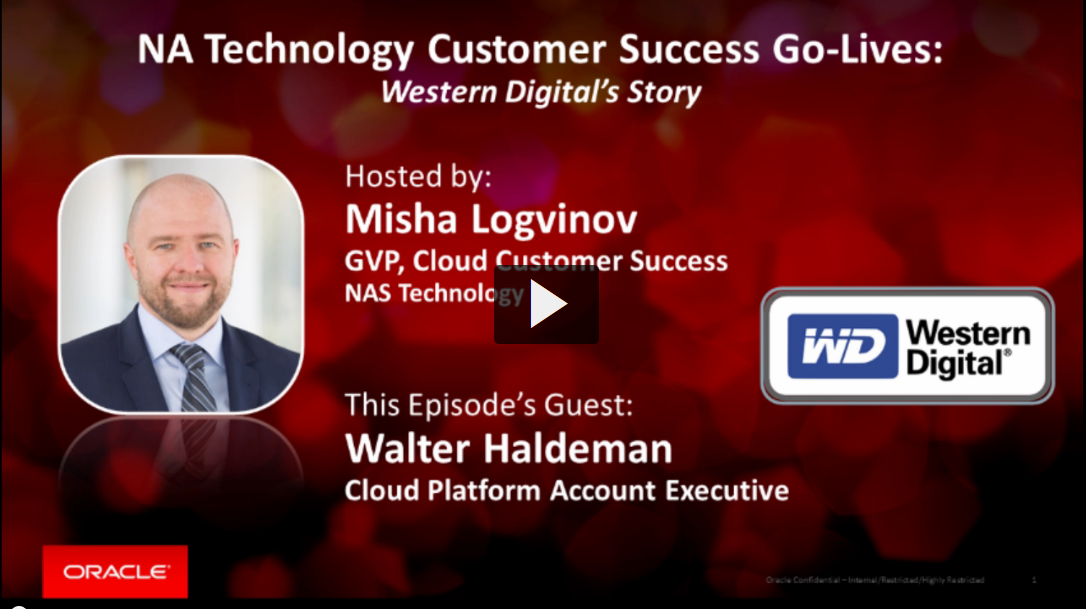 NA Technology Customer Success Go-Lives:
Western Digital's Story
Hosted by:
Misha Logvinov
GVP, Cloud Customer Success
NAS Technology
WD Western
Digital®
This Episode's Guest:
Walter Haldeman
Cloud Platform Account Executive
ORACLE®
Oracle Confidential – Internal/Restricted/Highly Restricted 1